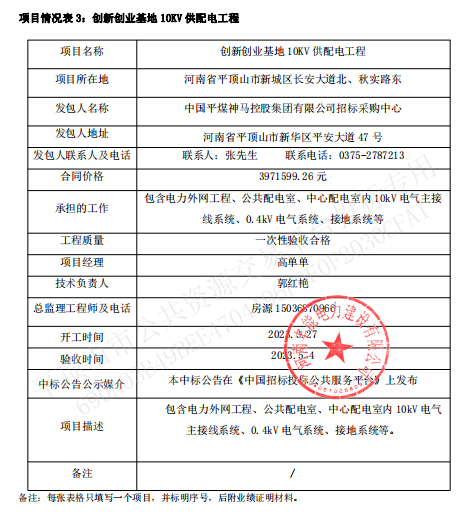 项目情况表 3：创新创业基地 10KV 供配电工程
项目名称 创新创业基地 10KV 供配电工程
项目所在地 河南省平顶山市新城区长安大道北、秋实路东
发包人名称 中国平煤神马控股集团有限公司招标采购中心
发包人地址 河南省平顶山市新华区平安大道 47 号
发包人联系人及电话 联系人：张先生 联系电话：0375-2787213
合同价格 3971599.26 元
承担的工作 包含电力外网工程、公共配电室、中心配电室内 10kV 电气主接
线系统、0.4kV 电气系统、接地系统等
工程质量 一次性验收合格
项目经理 高单单
技术负责人 郭红艳
总监理工程师及电话 房源 15036870966
开工时间 2023.3.27
验收时间 2023.5.4
中标公告公示媒介 本中标公告在《中国招标投标公共服务平台》上发布
项目描述 包含电力外网工程、公共配电室、中心配电室内 10kV 电气
主接线系统、0.4kV 电气系统、接地系统等。
备注 /
备注：每张表格只填写一个项目，并标明序号，后附业绩证明材料。